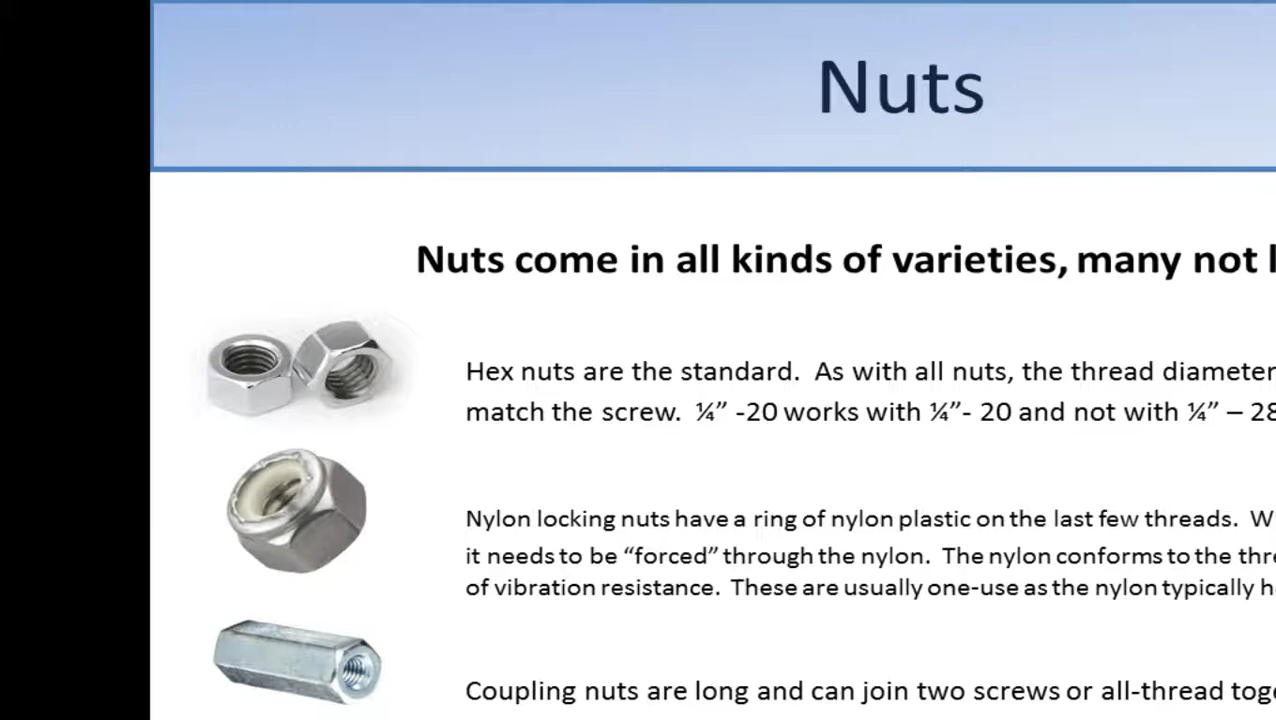 Nuts
Nuts come in all kinds of varieties, many not
Hex nuts are the standard. As with all nuts, the thread diameter
match the screw. ¼” -20 works with ¼”- 20 and not with ¼” – 28
Nylon locking nuts have a ring of nylon plastic on the last few threads.
it needs to be “forced” through the nylon. The nylon conforms to the
of vibration resistance. These are usually one-use as the nylon typically
Coupling nuts are long and can join two screws or all-thread